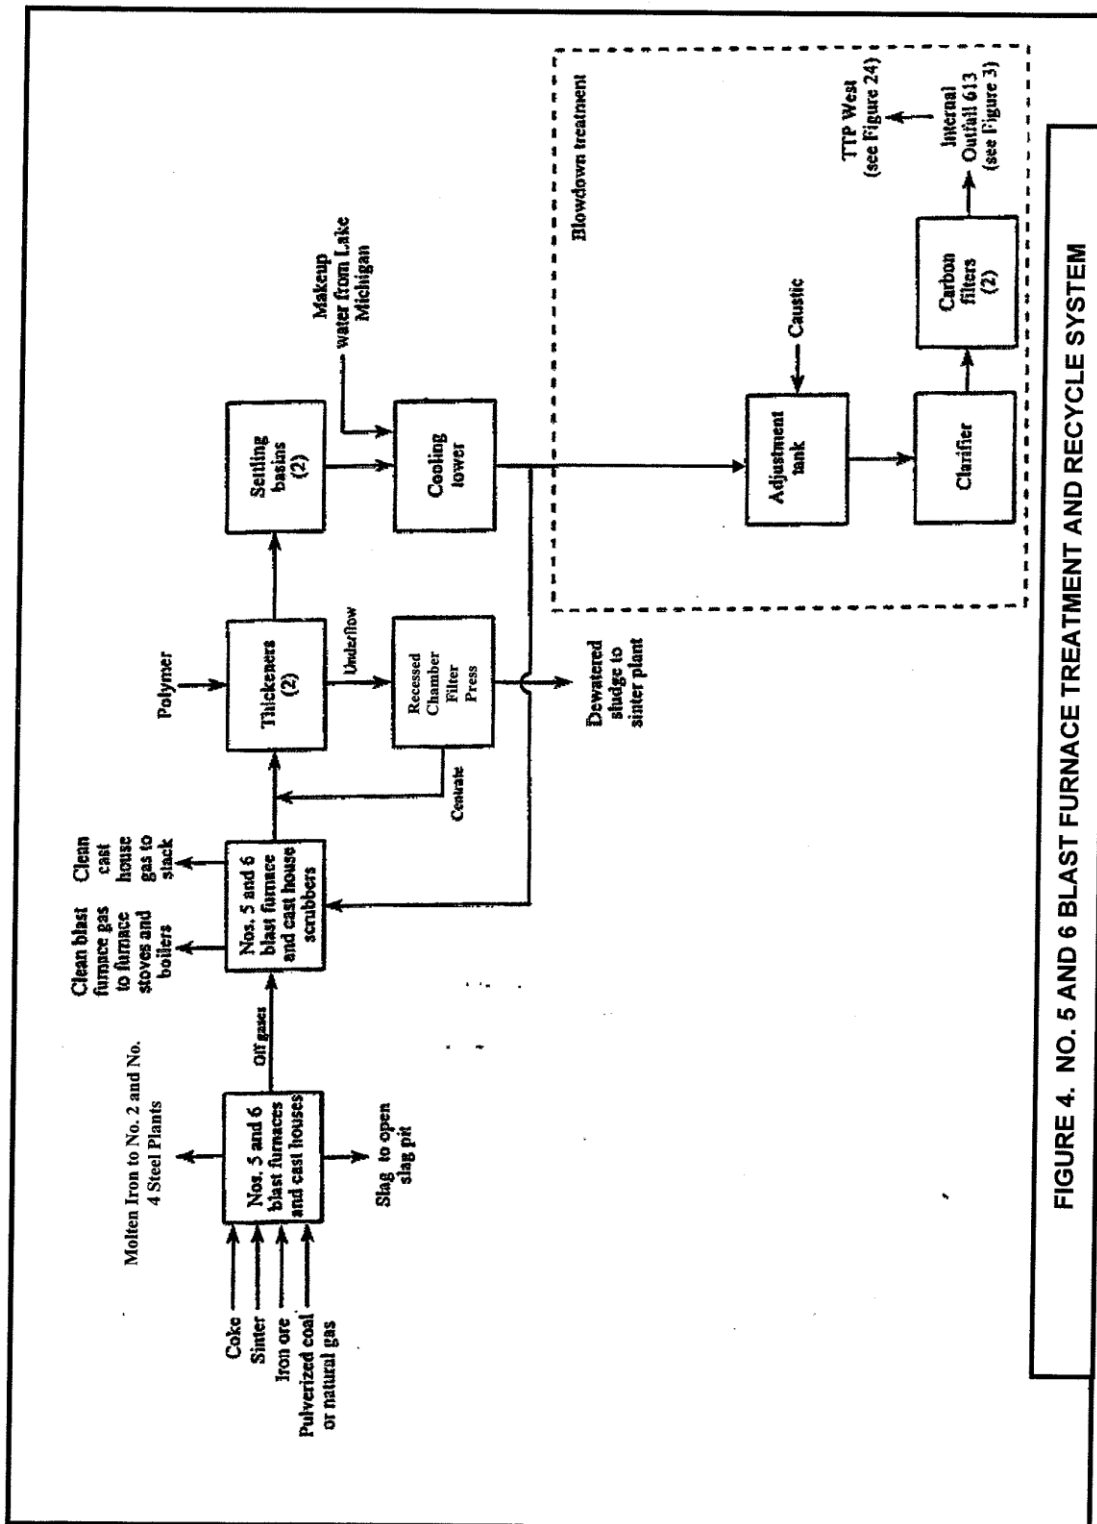 Coke
Sinter
Iron ore
Pulverized coal
or natural gas
Molten Iron to No. 2 and No.
4 Steel Plants
Nos. 5 and 6
blast furnaces
and cast houses
Slag to open
slag pit
Off gases
Clean blast
furnace gas
to furnace
stoves and
boilers
Clean
cast
house
gas to
stack
Nos. 5 and 6
blast furnace
and cast house
scrubbers
Centrate
Polymer
Thickeners
(2)
Underflow
Recessed
Chamber
Filter
Press
Dewatered
sludge to
sinter plant
Settling
basins
(2)
Makeup
water from Lake
Michigan
Cooling
tower
Blowdown treatment
Adjustment
tank
Caustic
Clarifier
Carbon
filters
(2)
TTP West
(see Figure 24)
Internal
Outfall 613
(see Figure 3)
FIGURE 4. NO. 5 AND 6 BLAST FURNACE TREATMENT AND RECYCLE SYSTEM